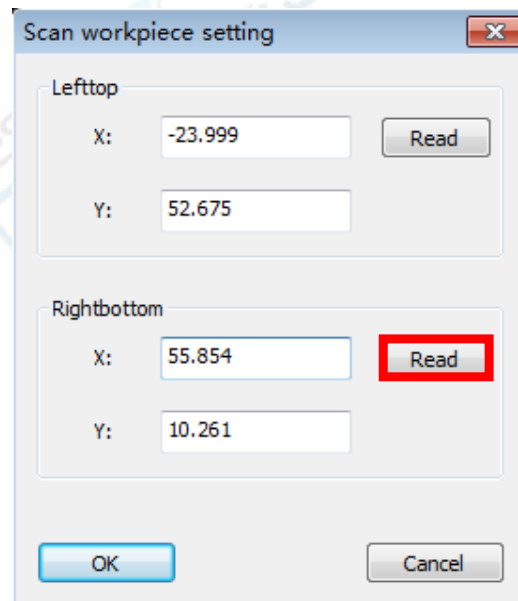 Scan workpiece setting
Lefttop
X: -23.999 Read
Y: 52.675
Rightbottom
X: 55.854 Read
Y: 10.261
OK Cancel